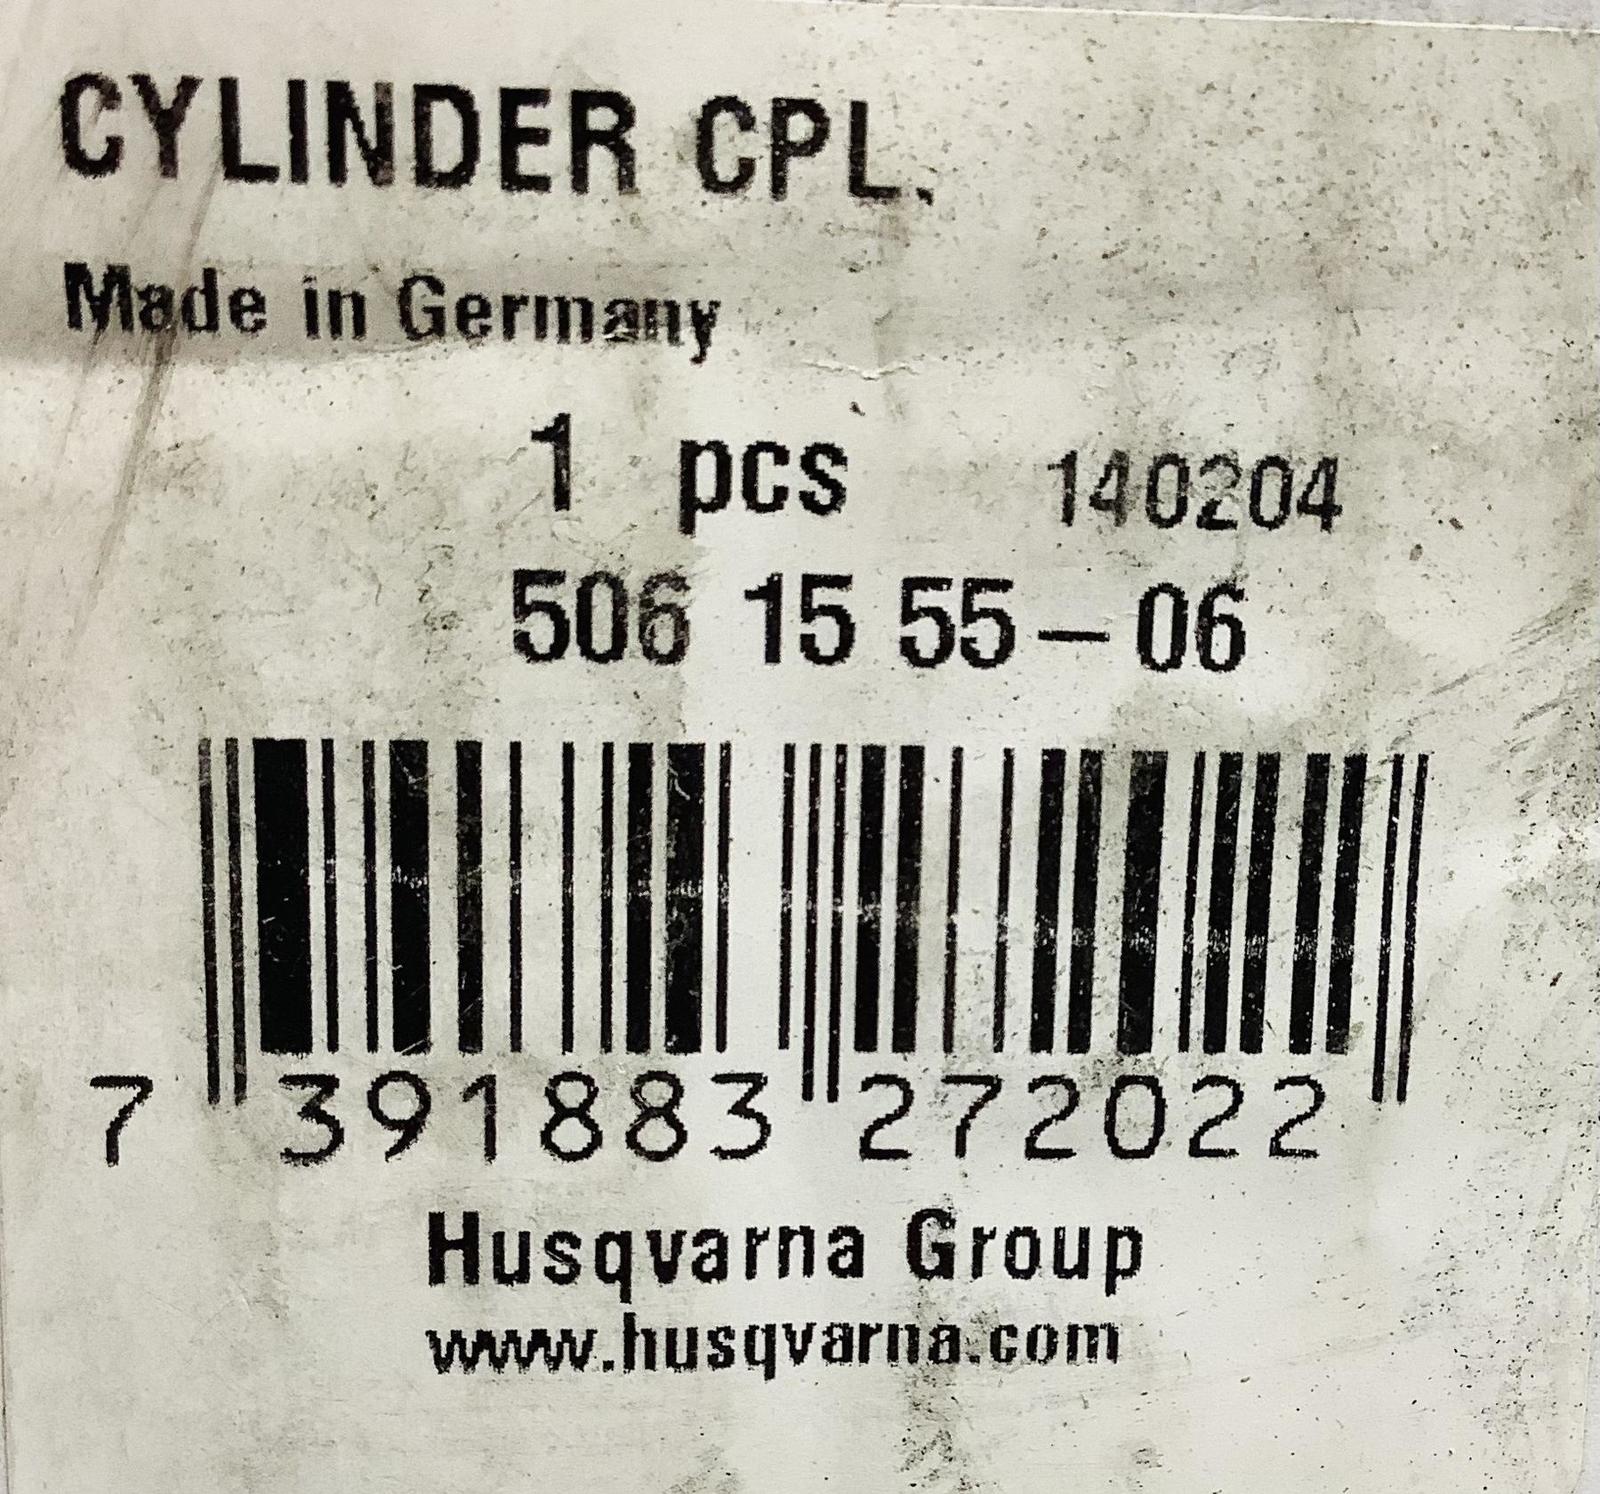 CYLINDER CPL.
Made in Germany
1 pcs 140204
506 15 55-06
7 391883 272022
Husqvarna Group
www.husqvarna.com